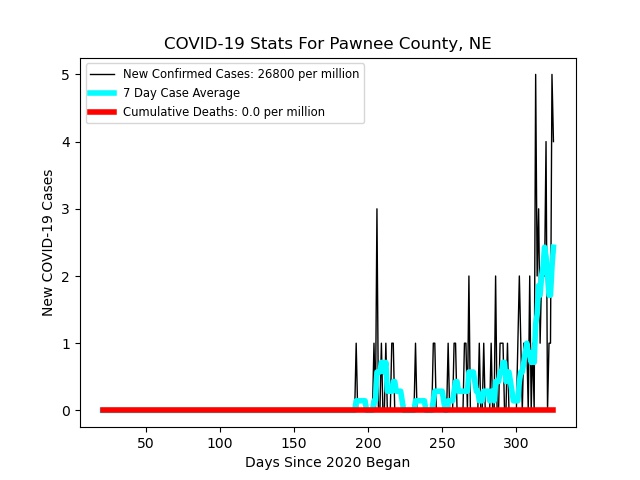 COVID-19 Stats For Pawnee County, NE
New Confirmed Cases: 26800 per million
7 Day Case Average
Cumulative Deaths: 0.0 per million
New COVID-19 Cases
5
4
3
2
1
0
50 100 150 200 250 300
Days Since 2020 Began